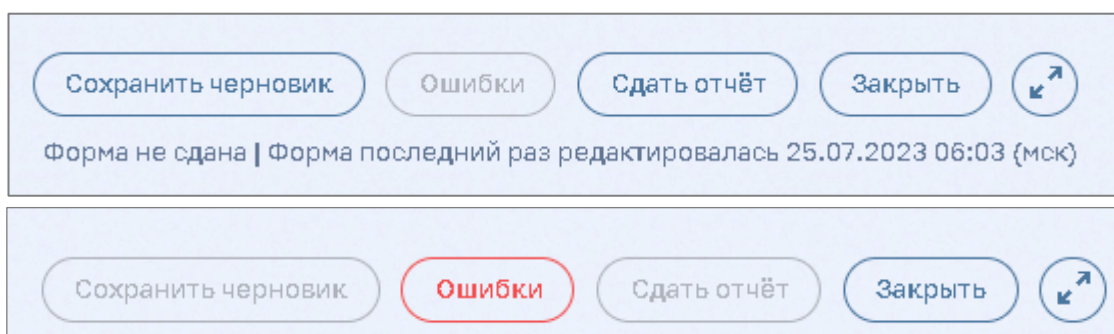 Сохранить черновик Ошибки Сдать отчёт Закрыть
Форма не сдана | Форма последний раз редактировалась 25.07.2023 06:03 (мск)
Сохранить черновик Ошибки Сдать отчёт Закрыть